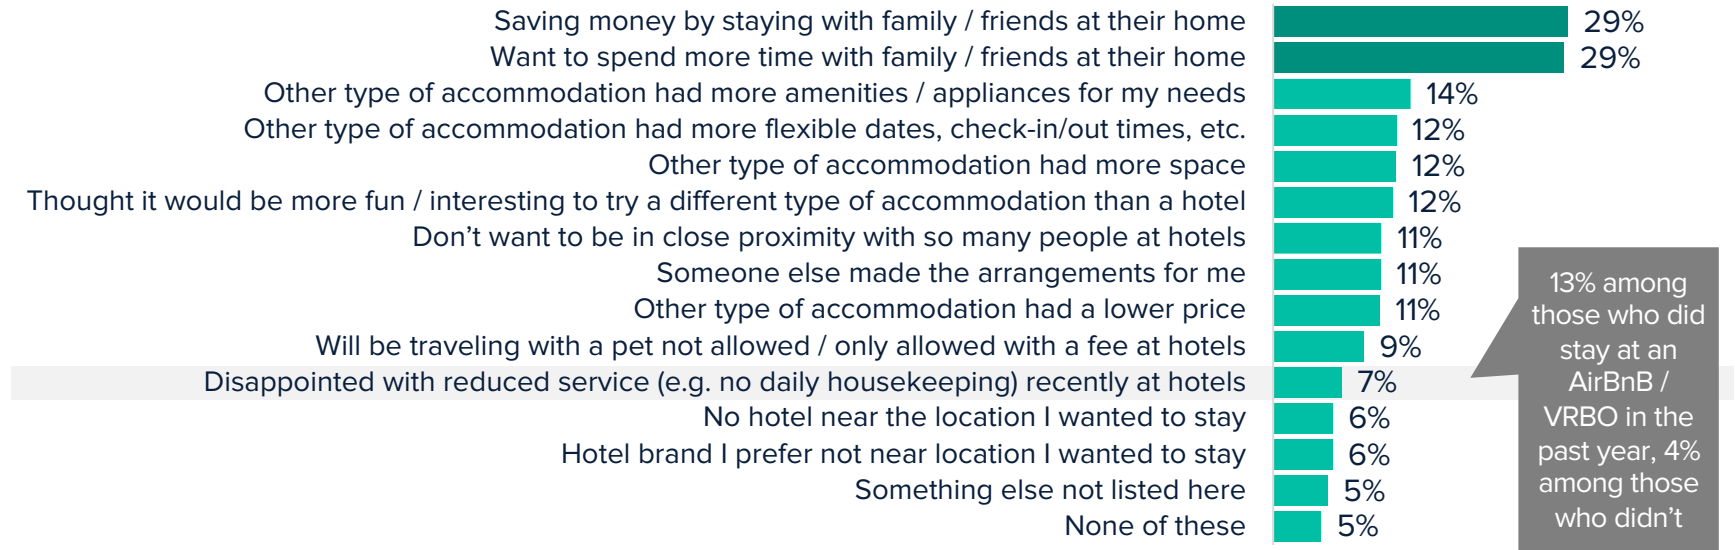 Saving money by staying with family / friends at their home 29%
Want to spend more time with family / friends at their home 29%
Other type of accommodation had more amenities / appliances for my needs 14%
Other type of accommodation had more flexible dates, check-in/out times, etc. 12%
Other type of accommodation had more space 12%
Thought it would be more fun / interesting to try a different type of accommodation than a hotel 12%
Don’t want to be in close proximity with so many people at hotels 11%
Someone else made the arrangements for me 11%
Other type of accommodation had a lower price 11%
Will be traveling with a pet not allowed / only allowed with a fee at hotels 9%
Disappointed with reduced service (e.g. no daily housekeeping) recently at hotels 7%
No hotel near the location I wanted to stay 6%
Hotel brand I prefer not near location I wanted to stay 6%
Something else not listed here 5%
None of these 5%
13% among
those who did
stay at an
AirBnB /
VRBO in the
past year, 4%
among those
who didn’t